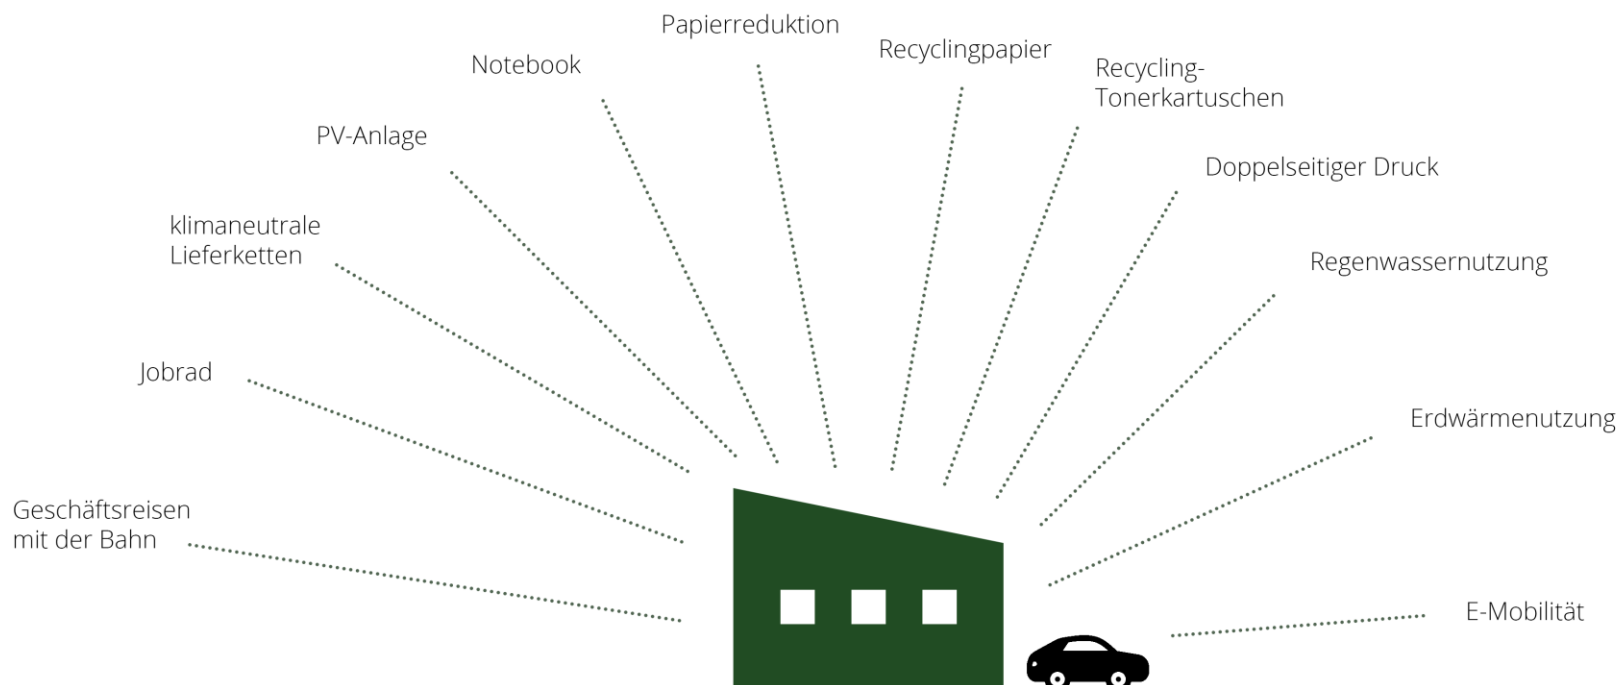 Papierreduktion
Recyclingpapier
Notebook
Recycling-
Tonerkartuschen
PV-Anlage
Doppelseitiger Druck
klimaneutrale
Lieferketten
Regenwassernutzung
Jobrad
Erdwärmenutzung
Geschäftsreisen
mit der Bahn
E-Mobilität